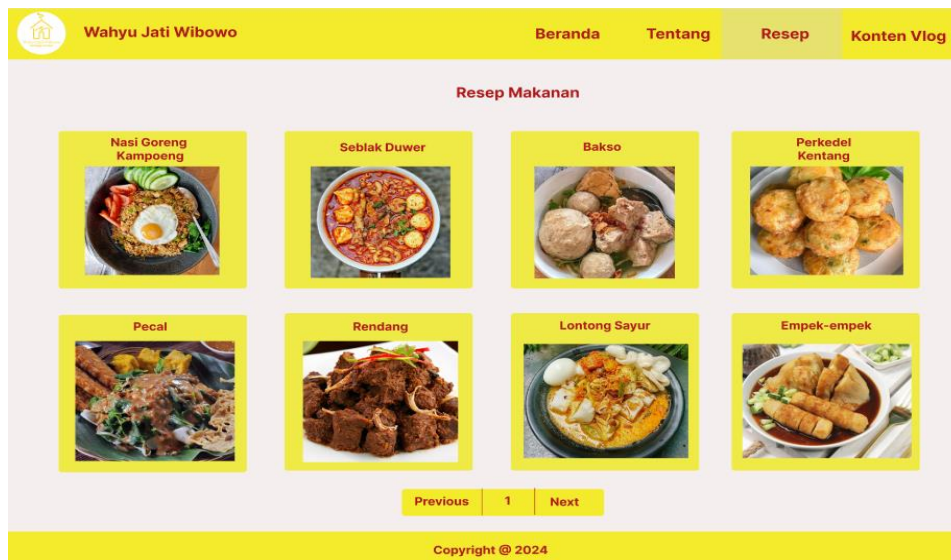 Wahyu Jati Wibowo
Beranda
Tentang
Resep
Konten Vlog
Resep Makanan
Nasi Goreng
Kampoeng
Seblak Duwer
Bakso
Perkedel
Kentang
Pecal
Rendang
Lontong Sayur
Empek-empek
Previous
1
Next
Copyright @ 2024